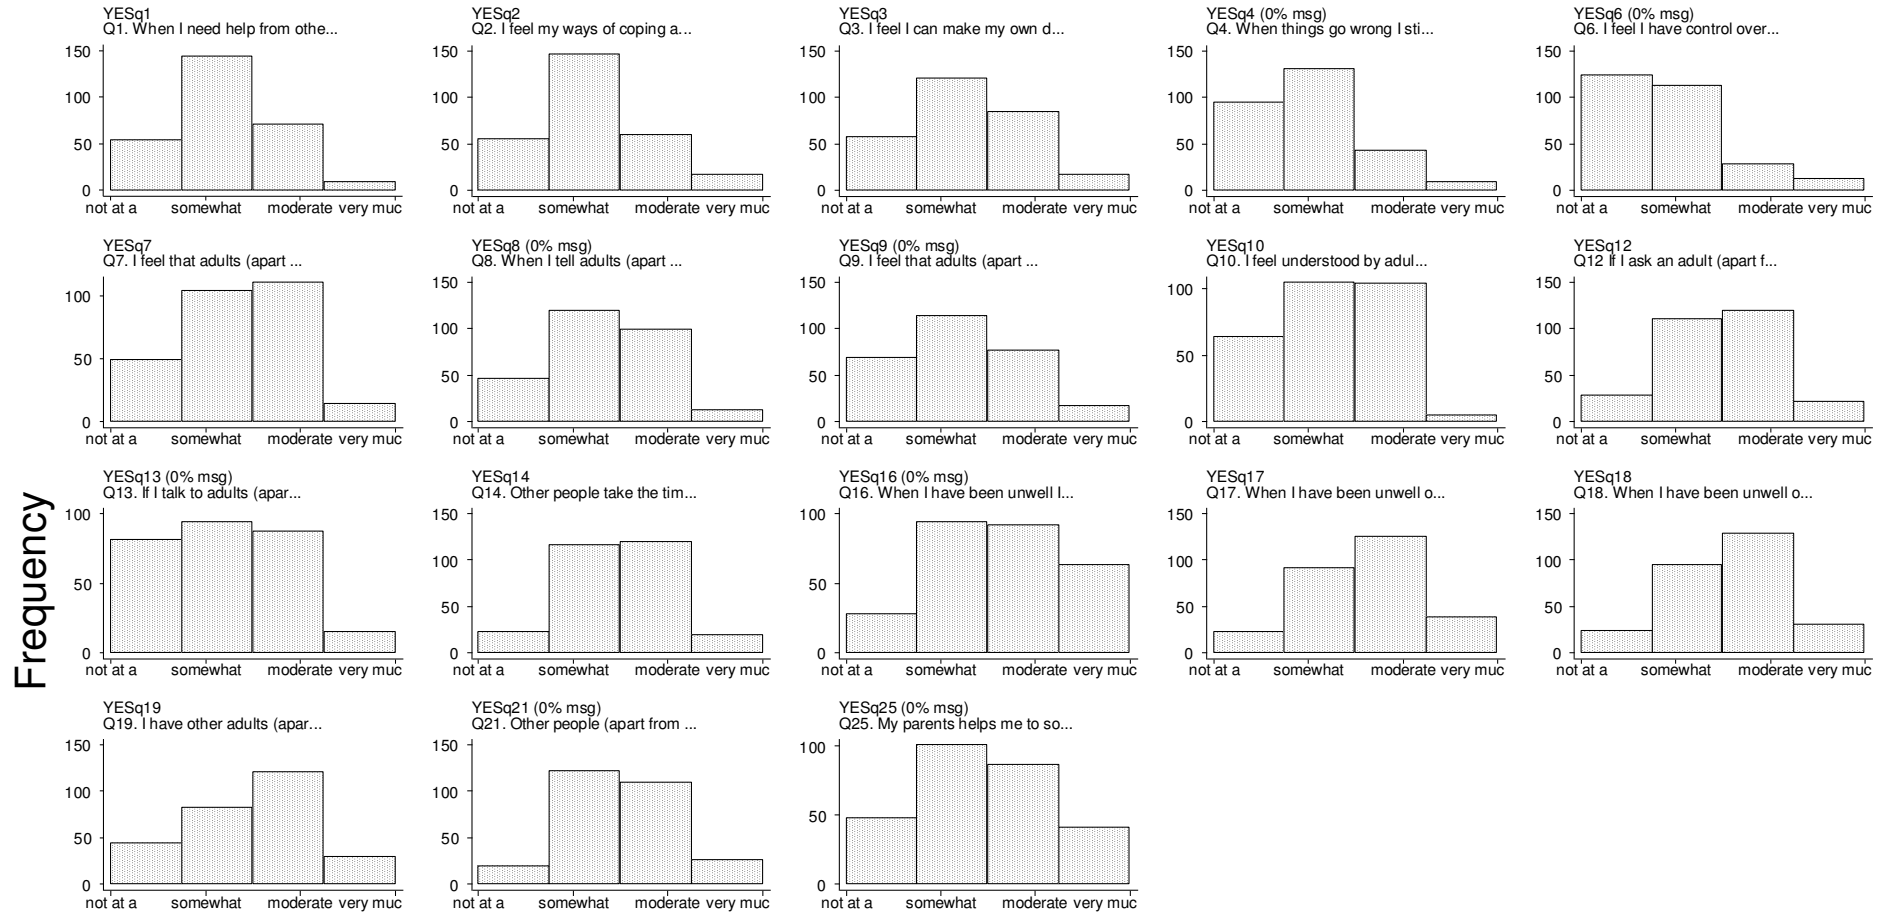 YESq1
Q1. When I need help from othe...
150
100
50
0
not at a somewhat moderate very muc
YESq2
Q2. I feel my ways of coping a...
150
100
50
0
not at a somewhat moderate very muc
YESq3
Q3. I feel I can make my own d...
150
100
50
0
not at a somewhat moderate very muc
YESq4 (0% msg)
Q4. When things go wrong I sti...
150
100
50
0
not at a somewhat moderate very muc
YESq6 (0% msg)
Q6. I feel I have control over...
150
100
50
0
not at a somewhat moderate very muc
YESq7
Q7. I feel that adults (apart ...
100
50
0
not at a somewhat moderate very muc
YESq8 (0% msg)
Q8. When I tell adults (apart ...
150
100
50
0
not at a somewhat moderate very muc
YESq9 (0% msg)
Q9. I feel that adults (apart ...
150
100
50
0
not at a somewhat moderate very muc
YESq10
Q10. I feel understood by adul...
100
50
0
not at a somewhat moderate very muc
YESq12
Q12 If I ask an adult (apart f...
150
100
50
0
not at a somewhat moderate very muc
Frequency
YESq13 (0% msg)
Q13. If I talk to adults (apar...
100
50
0
not at a somewhat moderate very muc
YESq14
Q14. Other people take the tim...
150
100
50
0
not at a somewhat moderate very muc
YESq16 (0% msg)
Q16. When I have been unwell I...
100
50
0
not at a somewhat moderate very muc
YESq17
Q17. When I have been unwell o...
150
100
50
0
not at a somewhat moderate very muc
YESq18
Q18. When I have been unwell o...
150
100
50
0
not at a somewhat moderate very muc
YESq19
Q19. I have other adults (apar...
150
100
50
0
not at a somewhat moderate very muc
YESq21 (0% msg)
Q21. Other people (apart from ...
150
100
50
0
not at a somewhat moderate very muc
YESq25 (0% msg)
Q25. My parents helps me to so...
100
50
0
not at a somewhat moderate very muc